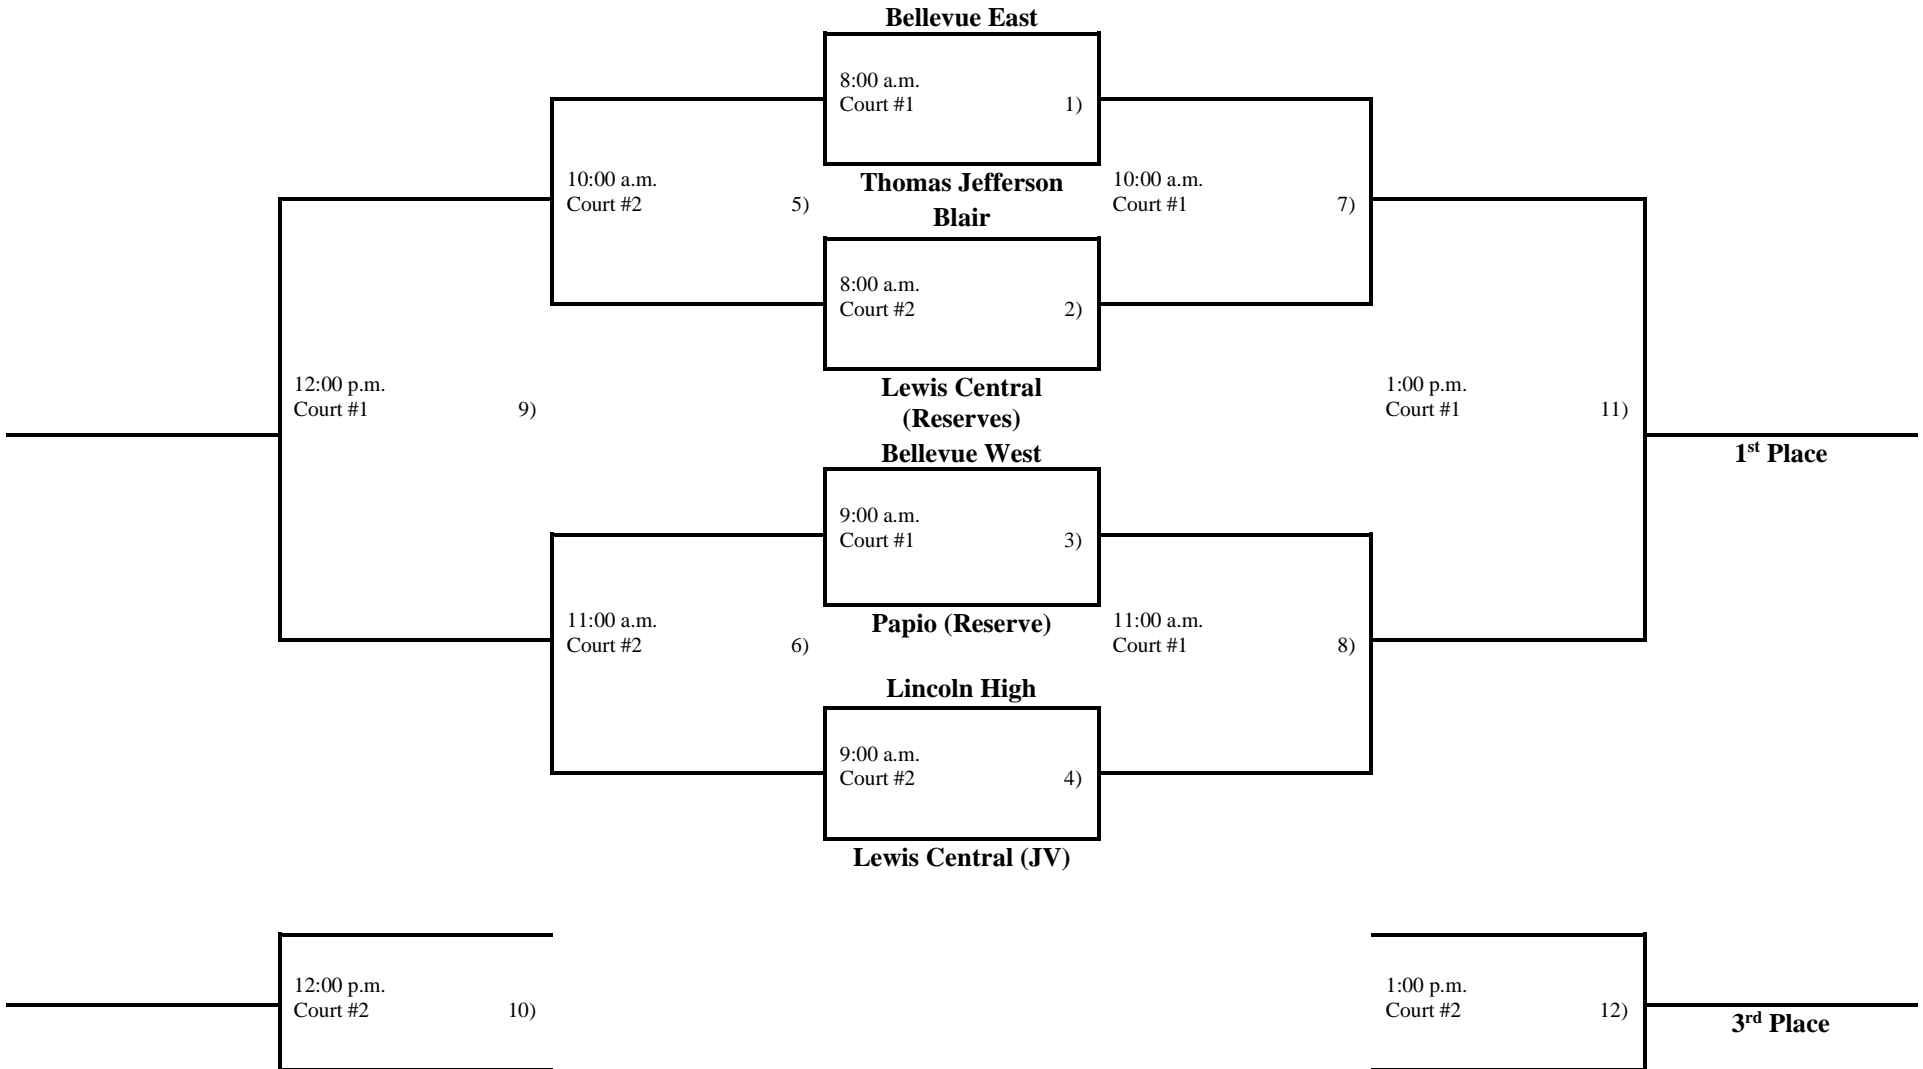 Bellevue East
8:00 a.m.
Court #1 1)
10:00 a.m.
Court #2 5)
Thomas Jefferson
10:00 a.m.
Court #1 7)
Blair
8:00 a.m.
Court #2 2)
12:00 p.m.
Court #1 9)
Lewis Central
(Reserves)
1:00 p.m.
Court #1 11)
Bellevue West
1st Place
9:00 a.m.
Court #1 3)
11:00 a.m.
Court #2 6)
Papio (Reserve)
11:00 a.m.
Court #1 8)
Lincoln High
9:00 a.m.
Court #2 4)
Lewis Central (JV)
12:00 p.m.
Court #2 10)
1:00 p.m.
Court #2 12)
3rd Place